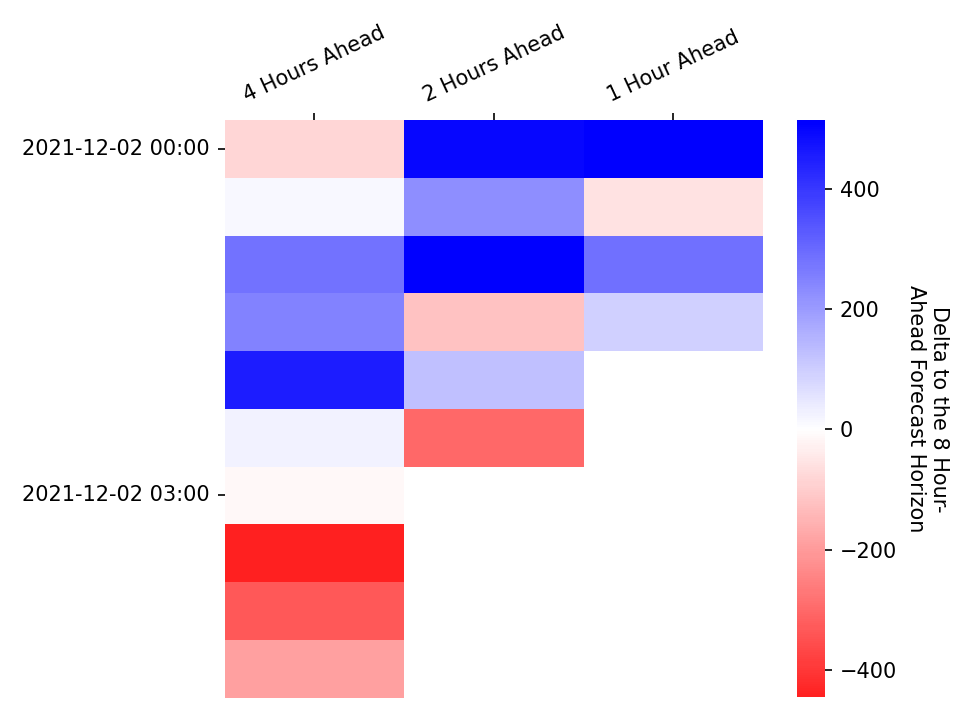 4 Hours Ahead
2 Hours Ahead
1 Hour Ahead
2021-12-02 00:00
2021-12-02 03:00
400
200
0
−200
−400
Delta to the 8 Hour-
Ahead Forecast Horizon